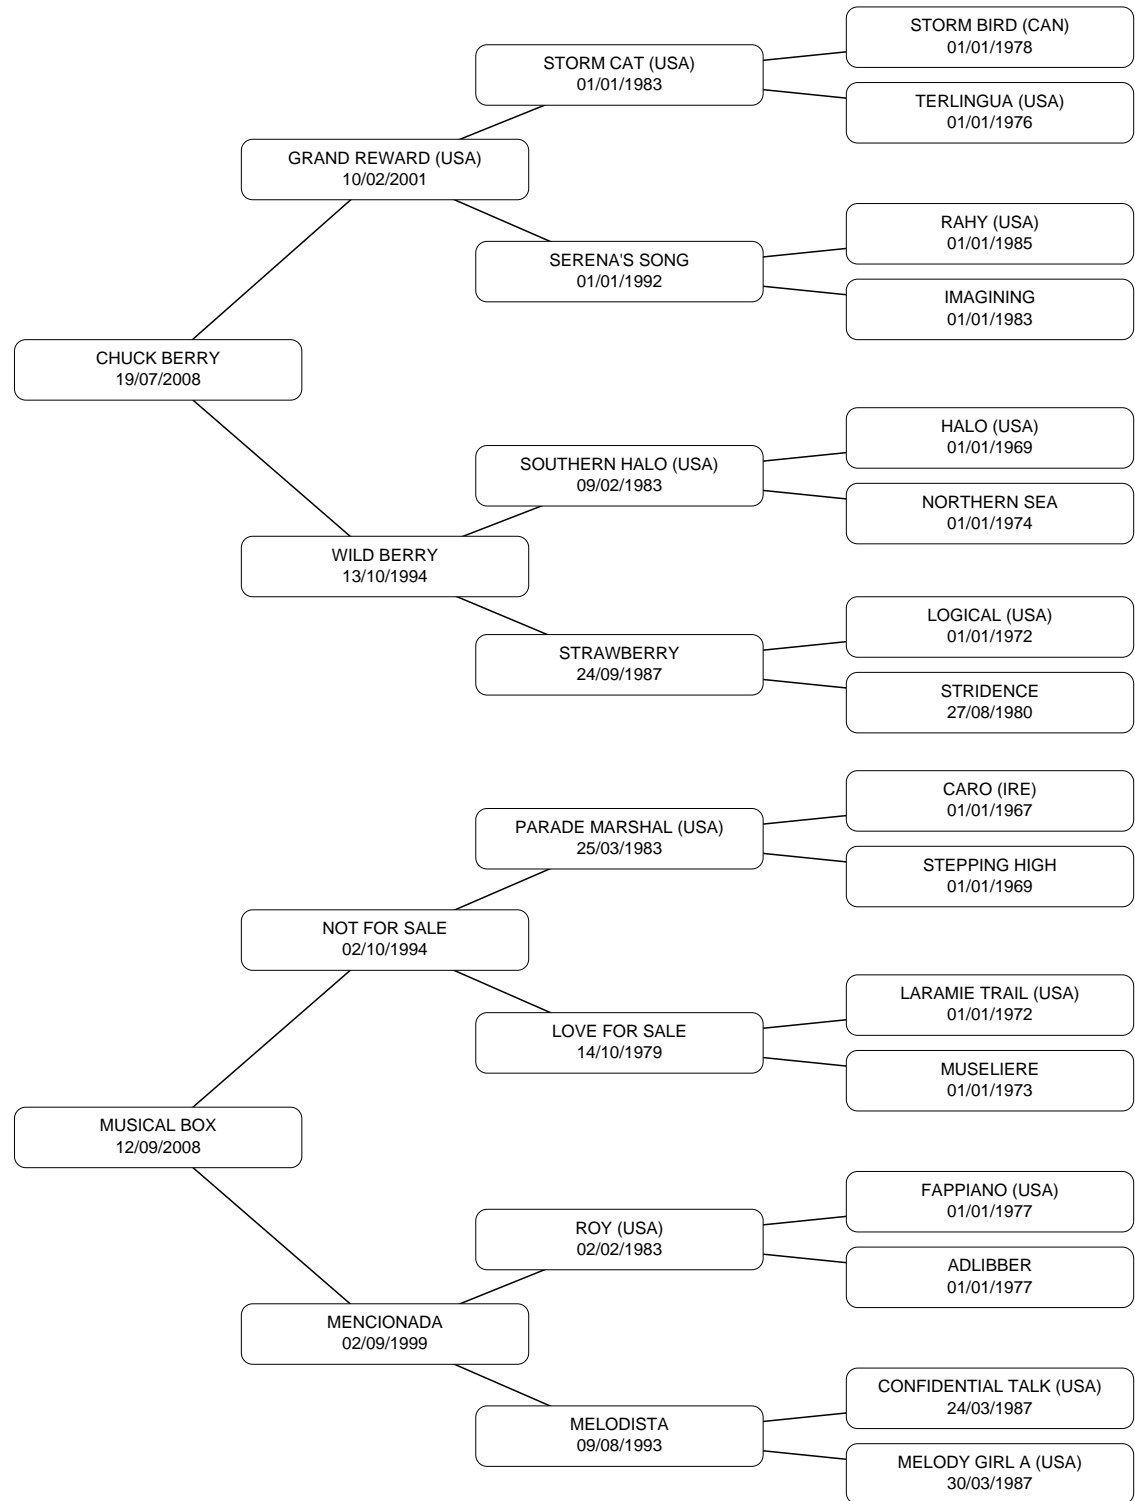 STORM BIRD (CAN)
01/01/1978
STORM CAT (USA)
01/01/1983
TERLINGUA (USA)
01/01/1976
GRAND REWARD (USA)
10/02/2001
RAHY (USA)
01/01/1985
SERENA'S SONG
01/01/1992
IMAGINING
01/01/1983
CHUCK BERRY
19/07/2008
HALO (USA)
01/01/1969
SOUTHERN HALO (USA)
09/02/1983
NORTHERN SEA
01/01/1974
WILD BERRY
13/10/1994
LOGICAL (USA)
01/01/1972
STRAWBERRY
24/09/1987
STRIDENCE
27/08/1980
CARO (IRE)
01/01/1967
PARADE MARSHAL (USA)
25/03/1983
STEPPING HIGH
01/01/1969
NOT FOR SALE
02/10/1994
LARAMIE TRAIL (USA)
01/01/1972
LOVE FOR SALE
14/10/1979
MUSELIERE
01/01/1973
MUSICAL BOX
12/09/2008
FAPPIANO (USA)
01/01/1977
ROY (USA)
02/02/1983
ADLIBBER
01/01/1977
MENCIONADA
02/09/1999
CONFIDENTIAL TALK (USA)
24/03/1987
MELODISTA
09/08/1993
MELODY GIRL A (USA)
30/03/1987